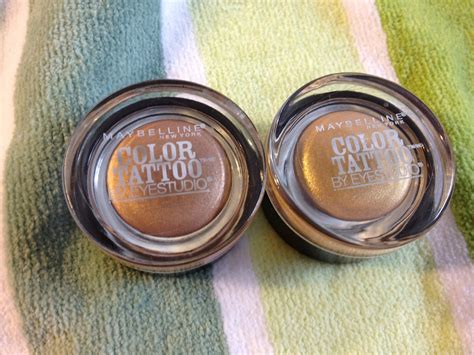 MAYBELLINE
NEW YORK
COLOR
TATTOO
BY EYESTUDIO®
MAYBELLINE
NEW YORK
COLOR
TATTOO
BY EYESTUDIO®